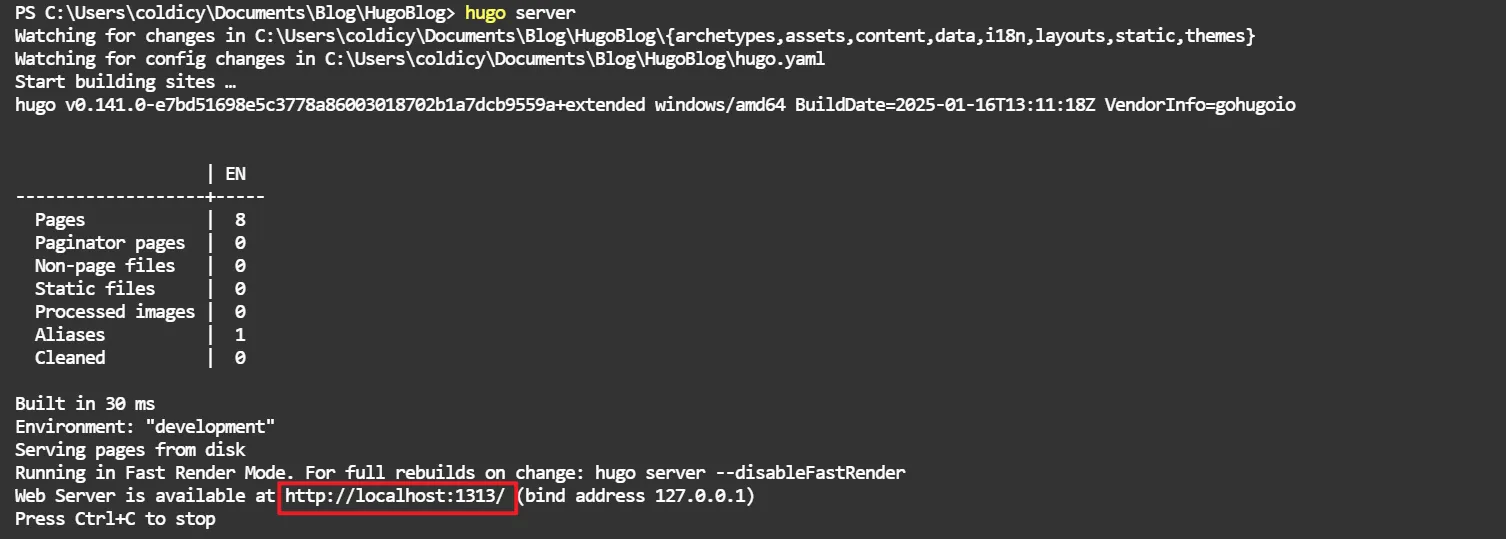 PS C:\Users\coldicy\Documents\Blog\HugoBlog> hugo server
Watching for changes in C:\Users\coldicy\Documents\Blog\HugoBlog\{archetypes,assets,content,data,i18n,layouts,static,themes}
Watching for config changes in C:\Users\coldicy\Documents\Blog\HugoBlog\hugo.yaml
Start building sites …
hugo v0.141.0-e7bd51698e5c3778a86003018702b1a7dcb9559a+extended windows/amd64 BuildDate=2025-01-16T13:11:18Z VendorInfo=gohugoio
                   | EN
-------------------+-----
  Pages            |  8
  Paginator pages  |  0
  Non-page files   |  0
  Static files     |  0
  Processed images |  0
  Aliases          |  1
  Cleaned          |  0
Built in 30 ms
Environment: "development"
Serving pages from disk
Running in Fast Render Mode. For full rebuilds on change: hugo server --disableFastRender
Web Server is available at http://localhost:1313/ (bind address 127.0.0.1)
Press Ctrl+C to stop